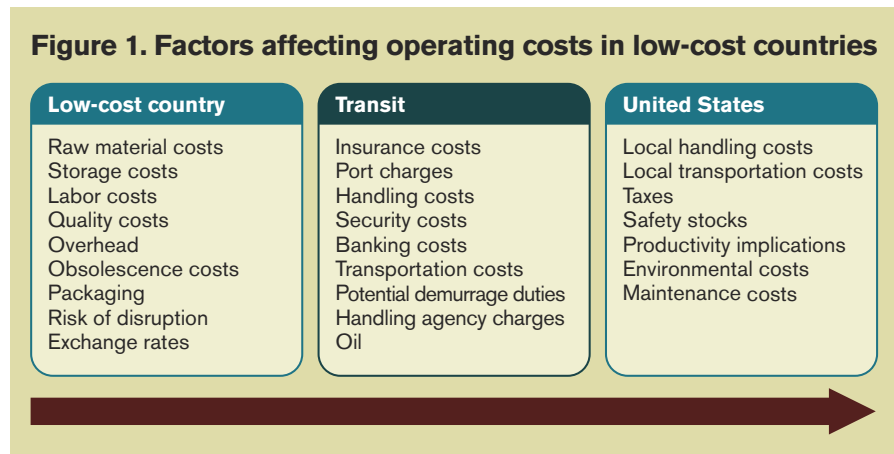 Figure 1. Factors affecting operating costs in low-cost countries
Low-cost country
Raw material costs
Storage costs
Labor costs
Quality costs
Overhead
Obsolescence costs
Packaging
Risk of disruption
Exchange rates
Transit
Insurance costs
Port charges
Handling costs
Security costs
Banking costs
Transportation costs
Potential demurrage duties
Handling agency charges
Oil
United States
Local handling costs
Local transportation costs
Taxes
Safety stocks
Productivity implications
Environmental costs
Maintenance costs